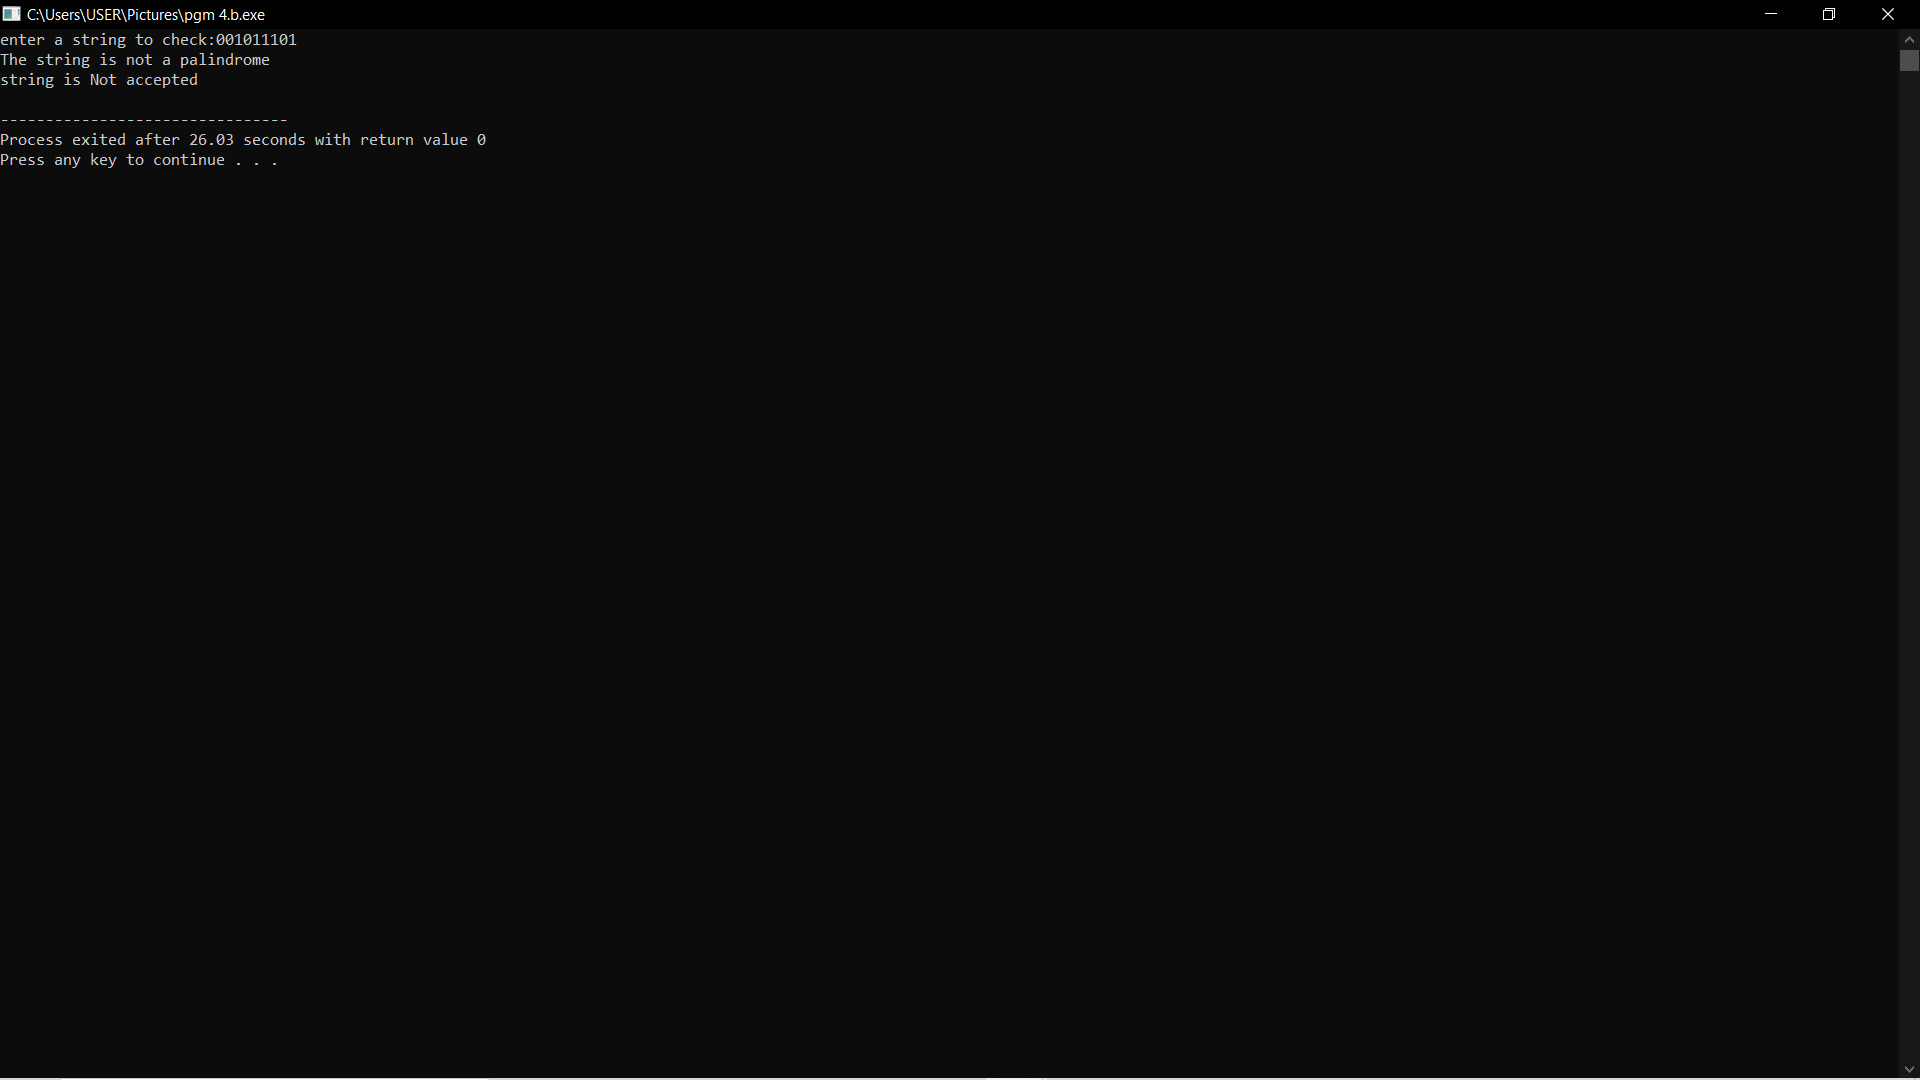 C:\Users\USER\Pictures\pgm 4.b.exe
enter a string to check:001011101
The string is not a palindrome
string is Not accepted
--------------------------------
Process exited after 26.03 seconds with return value 0
Press any key to continue . . .